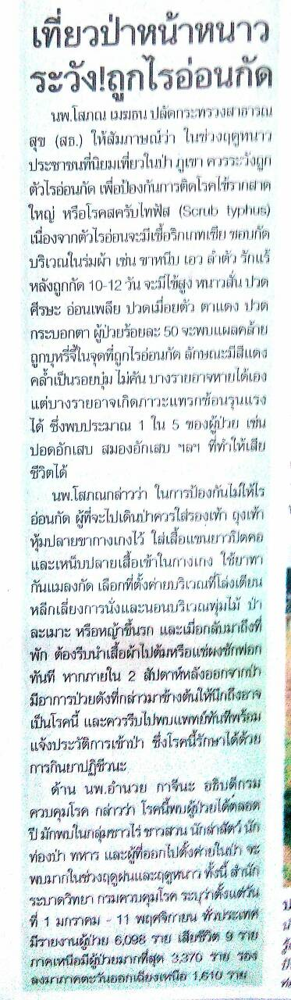 เที่ยวป่าหน้าหนาว
ระวัง!ถูกไรอ่อนกัด
นพ.โสภณ เมฆธน ปลัดกระทรวงสาธารณ
สุข (สธ.) ให้สัมภาษณ์ว่า ในช่วงฤดูหนาว
ประชาชนที่นิยมเที่ยวในป่า ภูเขา ควรระวังถูก
ตัวไรอ่อนกัด เพื่อป้องกันการติดโรคไข้รากสาด
ใหญ่ หรือโรคสครับไทฟัส (Scrub typhus)
เนื่องจากตัวไรอ่อนจะมีเชื้อริกเกทเซีย ชอบกัด
บริเวณในร่มผ้า เช่น ขาหนีบ เอว ลำตัว รักแร้
หลังถูกกัด 10-12 วัน จะมีไข้สูง หนาวสั่น ปวด
ศีรษะ อ่อนเพลีย ปวดเมื่อยตัว ตาแดง ปวด
กระบอกตา ผู้ป่วยร้อยละ 50 จะพบแผลคล้าย
ถูกบุหรี่จี้ในจุดที่ถูกไรอ่อนกัด ลักษณะมีสีแดง
คล้ำเป็นรอยบุ๋ม ไม่คัน บางรายอาจหายได้เอง
แต่บางรายอาจเกิดภาวะแทรกซ้อนรุนแรง
ได้ ซึ่งพบประมาณ 1 ใน 5 ของผู้ป่วย เช่น
ปอดอักเสบ สมองอักเสบ ฯลฯ ที่ทำให้เสีย
ชีวิตได้
นพ.โสภณกล่าวว่า ในการป้องกันไม่ให้ไร
อ่อนกัด ผู้ที่จะไปเดินป่าควรใส่รองเท้า ถุงเท้า
หุ้มปลายขากางเกงไว้ ใส่เสื้อแขนยาวปิดคอ
และเหน็บปลายเสื้อเข้าในกางเกง ใช้ยาทา
กันแมลงกัด เลือกที่ตั้งค่ายบริเวณที่โล่งเตียน
หลีกเลี่ยงการนั่งและนอนบริเวณพุ่มไม้ ป่า
ละเมาะ หรือหญ้าขึ้นรก และเมื่อกลับมาถึงที่
พัก ต้องรีบนำเสื้อผ้าไปต้มหรือแช่ผงซักฟอก
ทันที หากภายใน 2 สัปดาห์หลังออกจากป่า
มีอาการป่วยดังที่กล่าวมาข้างต้นให้นึกถึงอาจ
เป็นโรคนี้ และควรรีบไปพบแพทย์ทันทีพร้อม
แจ้งประวัติการเข้าป่า ซึ่งโรคนี้รักษาได้ด้วย
การกินยาปฏิชีวนะ
ด้าน นพ.อำนวย กาจีนะ อธิบดีกรม
ควบคุมโรค กล่าวว่า โรคนี้พบผู้ป่วยได้ตลอด
ปี มักพบในกลุ่มชาวไร่ ชาวสวน นักล่าสัตว์ นัก
ท่องป่า ทหาร และผู้ที่ออกไปตั้งค่ายในป่า จะ
พบมากในช่วงฤดูฝนและฤดูหนาว ทั้งนี้ สำนัก
ระบาดวิทยา กรมควบคุมโรค ระบุว่าตั้งแต่วัน
ที่ 1 มกราคม - 11 พฤศจิกายน ทั่วประเทศ
มีรายงานผู้ป่วย 6,098 ราย เสียชีวิต 9 ราย
ภาคเหนือมีผู้ป่วยมากที่สุด 3,370 ราย รอง
ลงมาภาคตะวันออกเฉียงเหนือ 1,610 ราย